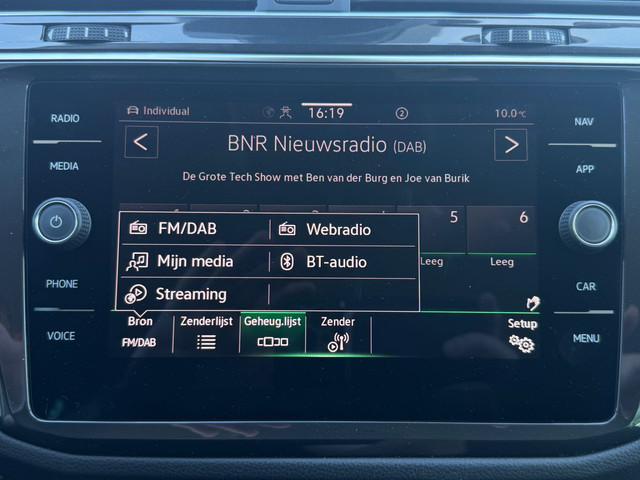 RADIO
MEDIA
PHONE
VOICE
Individual
16:19
2
10.0°C
BNR Nieuwsradio (DAB)
De Grote Tech Show met Ben van der Burg en Joe van Burik
5
6
Leeg
Leeg
FM/DAB
Webradio
Mijn media
BT-audio
Streaming
Bron
FM/DAB
Zenderlijst
Geheug.lijst
Zender
Setup
NAV
APP
CAR
MENU